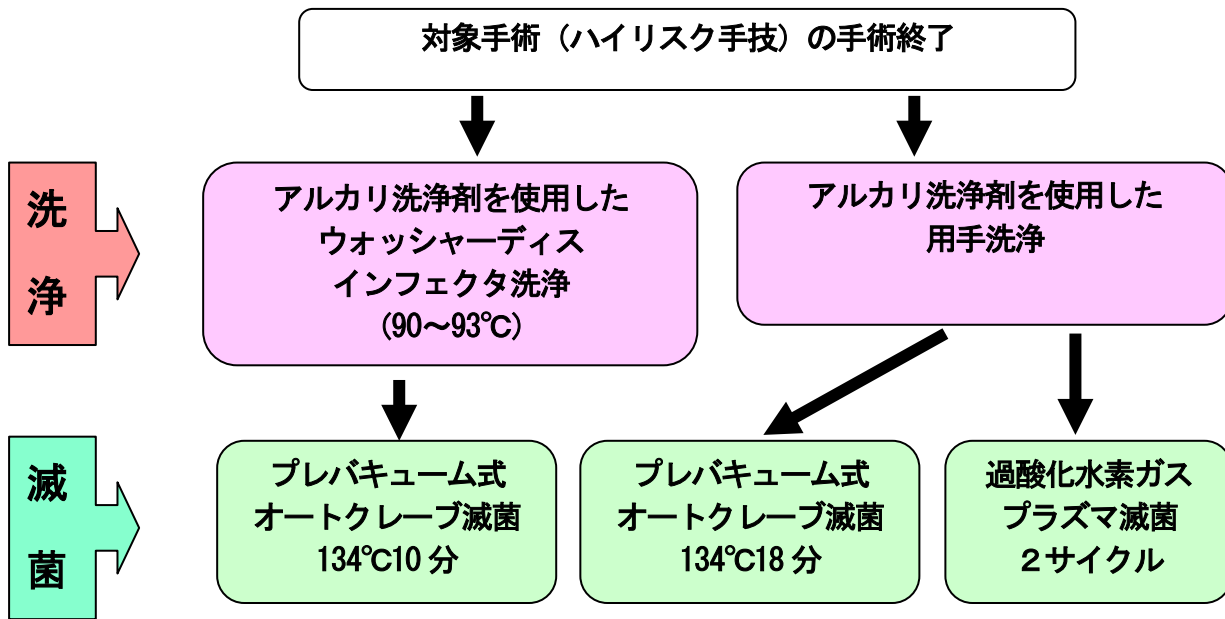 対象手術（ハイリスク手技）の手術終了
洗
浄
アルカリ洗浄剤を使用した
ウォッシャーディス
インフェクタ洗浄
(90～93℃)
アルカリ洗浄剤を使用した
用手洗浄
滅
菌
プレバキューム式
オートクレーブ滅菌
134℃10 分
プレバキューム式
オートクレーブ滅菌
134℃18 分
過酸化水素ガス
プラズマ滅菌
２サイクル